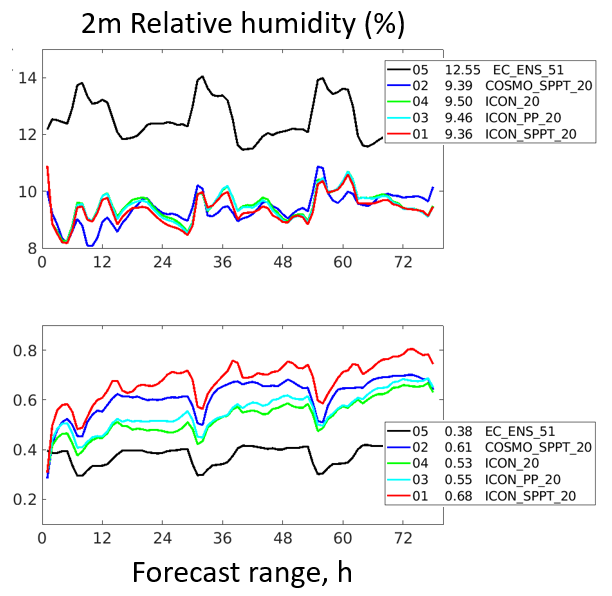 2m Relative humidity (%)
14
12
10
8
05 12.55 EC_ENS_51
02 9.39 COSMO_SPPT_20
04 9.50 ICON_20
03 9.46 ICON_PP_20
01 9.36 ICON_SPPT_20
0 12 24 36 48 60 72
0.8
0.6
0.4
0.2
05 0.38 EC_ENS_51
02 0.61 COSMO_SPPT_20
04 0.53 ICON_20
03 0.55 ICON_PP_20
01 0.68 ICON_SPPT_20
0 12 24 36 48 60 72
Forecast range, h